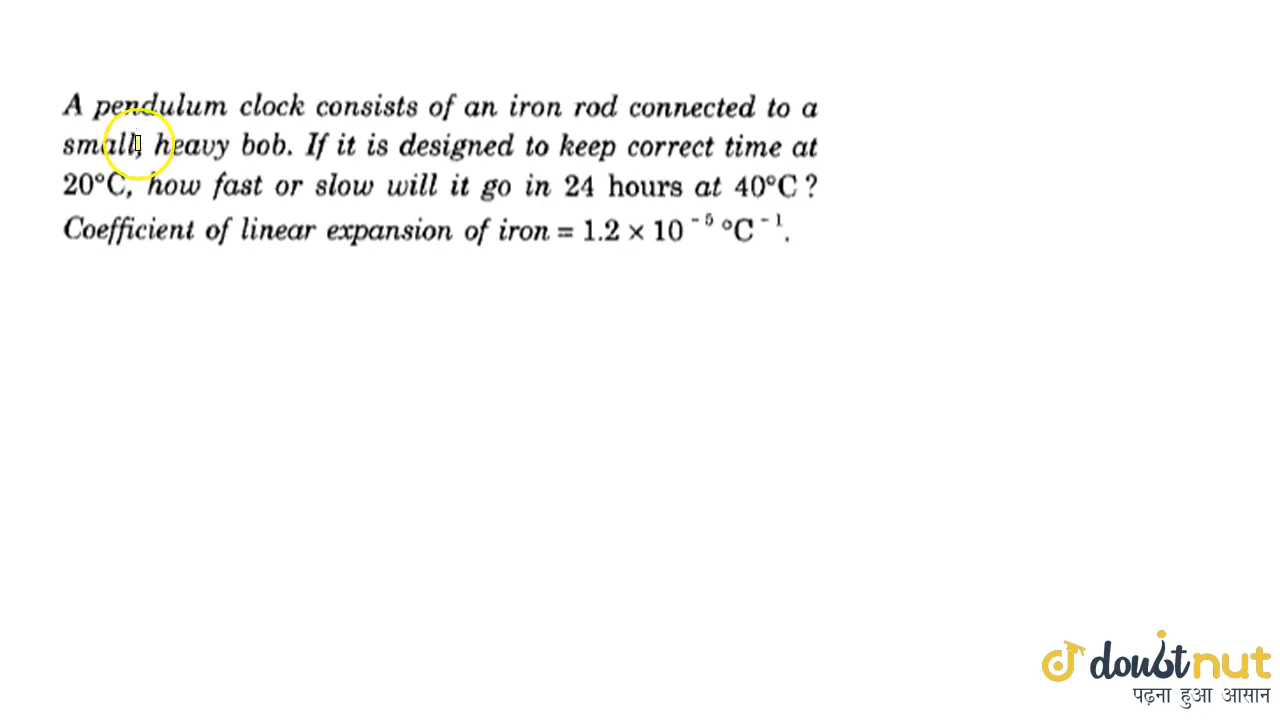 A pendulum clock consists of an iron rod connected to a
small, heavy bob. If it is designed to keep correct time at
20°C, how fast or slow will it go in 24 hours at 40°C ?
Coefficient of linear expansion of iron = 1.2 × 10⁻⁵ °C⁻¹.
doubtnut
पढ़ना हुआ आसान